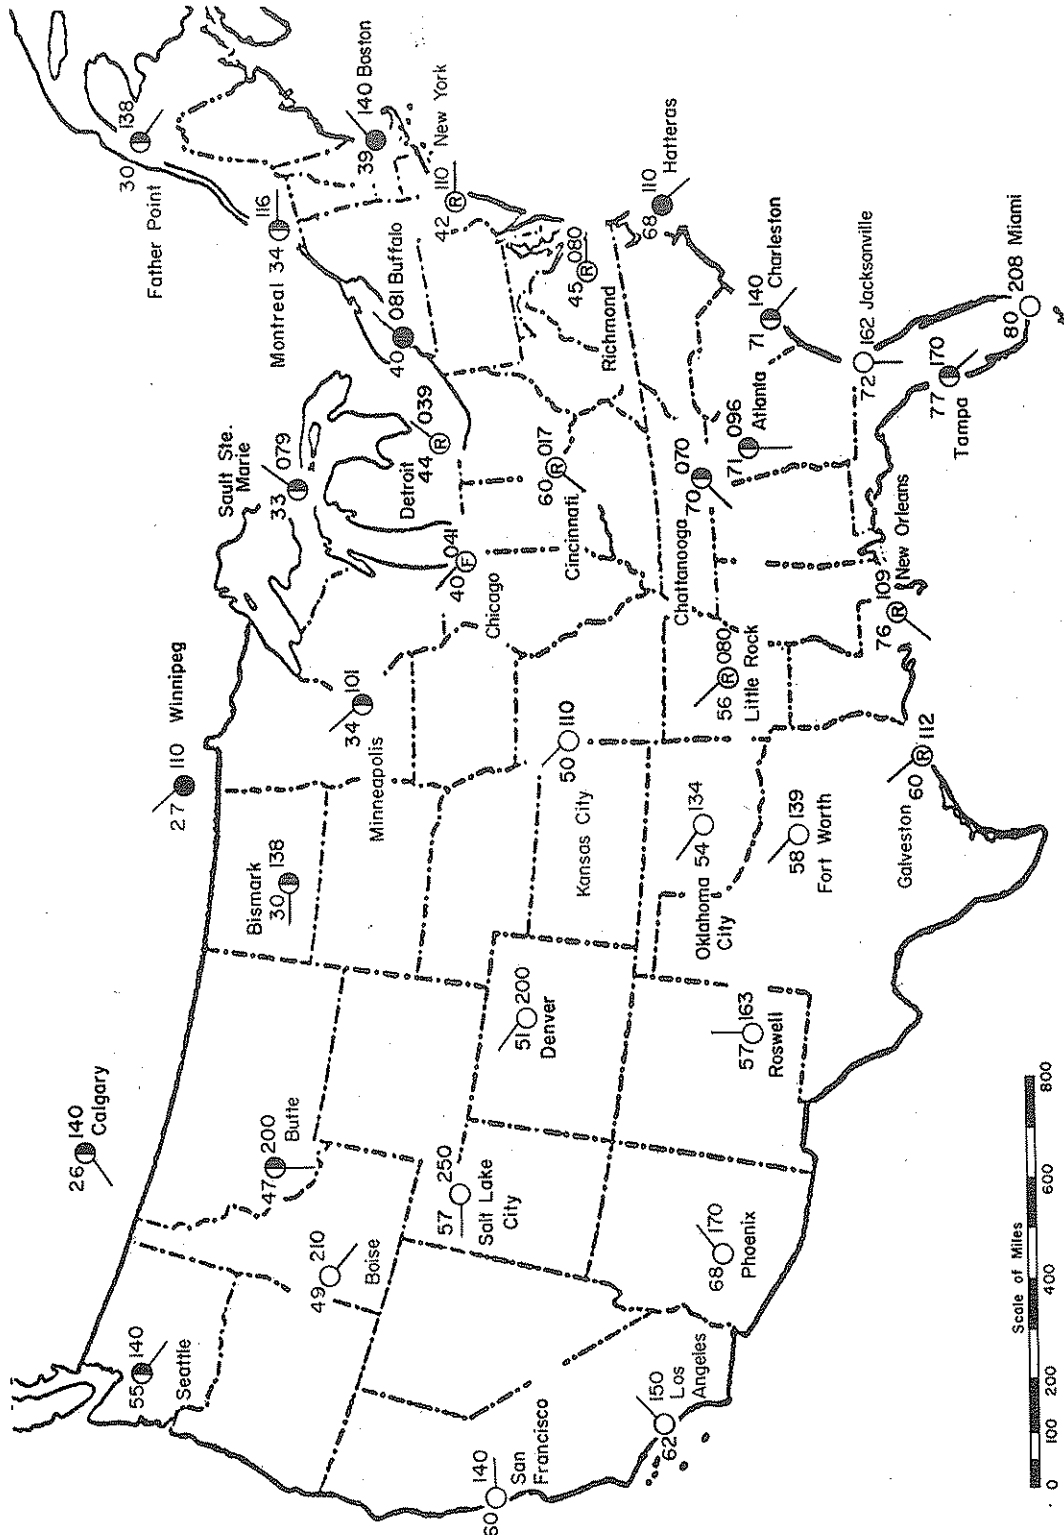 26 140
Calgary
55 140
Seattle
47 200
Butte
49 210
Boise
57 250
Salt Lake
City
60 140
San
Francisco
62 150
Los
Angeles
68 170
Phoenix
27 110 Winnipeg
Bismark
30 138
34 101
Minneapolis
51 200
Denver
50 110
Kansas City
Oklahoma 54 134
City
57 163
Roswell
58 139
Fort Worth
60 R 112
Galveston
Sault Ste.
Marie
33 079
Detroit
44 R 039
40 F 041
Chicago
60 R 017
Cincinnati
70 070
Chattanooga
56 R 080
Little Rock
76 R 109
New Orleans
30 138
Father Point
Montreal 34 116
40 081 Buffalo
39 140 Boston
42 R 110 New York
45 R 080
Richmond
68 110 Hatteras
71 140 Charleston
71 096
Atlanta
72 162 Jacksonville
77 170
Tampa
80 208 Miami
Scale of Miles
0 100 200 400 600 800